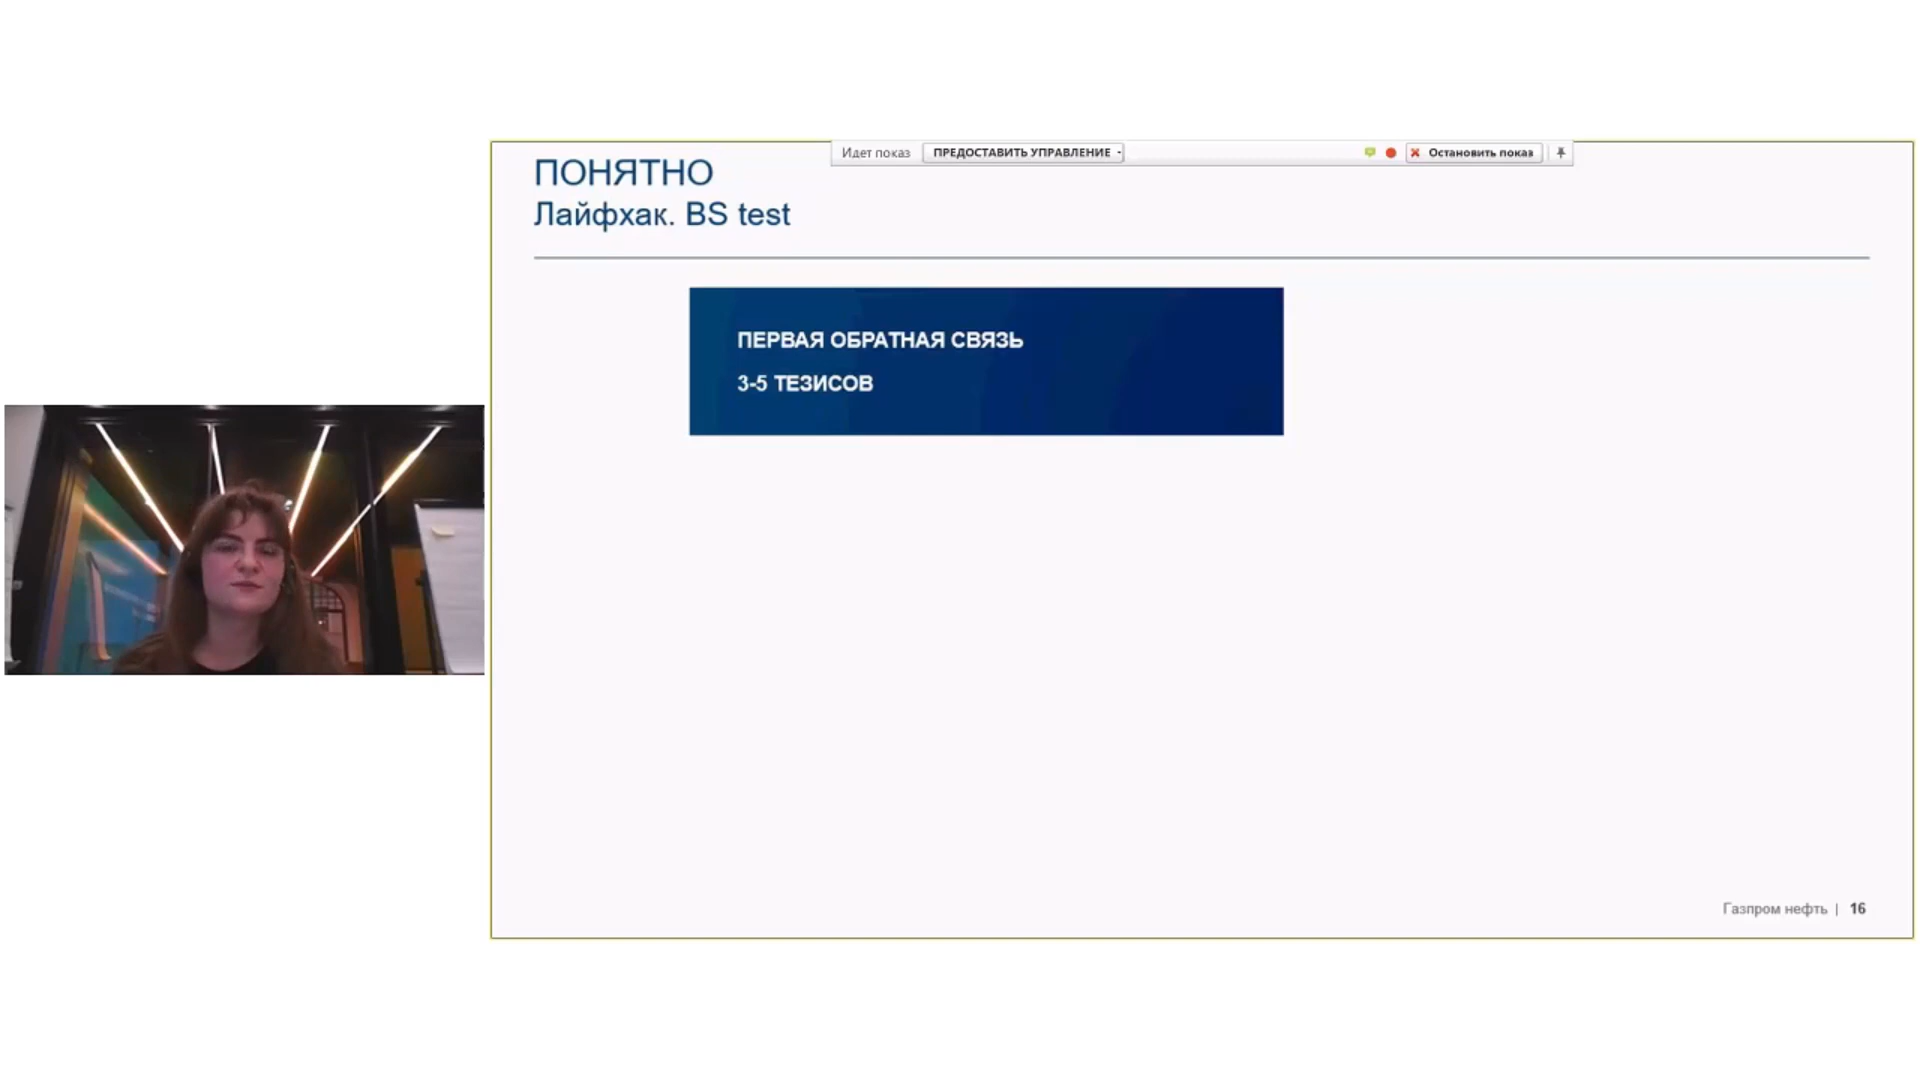 Идет показ ПРЕДОСТАВИТЬ УПРАВЛЕНИЕ Остановить показ
ПОНЯТНО
Лайфхак. BS test
ПЕРВАЯ ОБРАТНАЯ СВЯЗЬ
3-5 ТЕЗИСОВ
Газпром нефть | 16